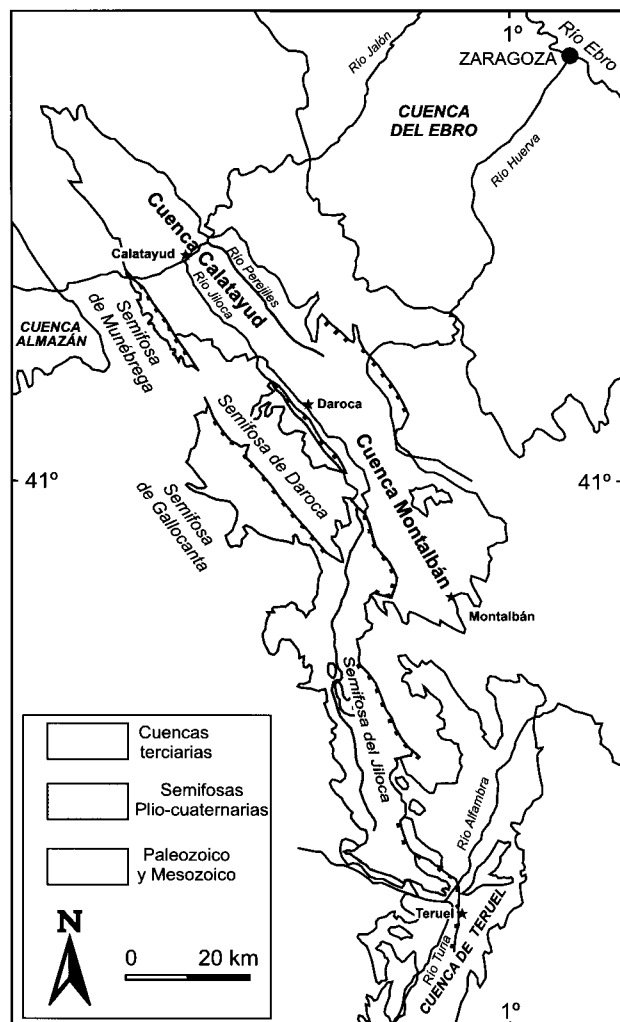 1º
Río Ebro
ZARAGOZA
Río Jalón
CUENCA
DEL EBRO
Río Huerva
Cuenca Calatayud
Calatayud
Río Perejiles
Río Jiloca
CUENCA
ALMAZÁN
Semifosa
de Munébrega
Daroca
Semifosa de Daroca
Cuenca Montalbán
41º
41º
Semifosa
de Gallocanta
Montalbán
Semifosa del Jiloca
Río Alfambra
Teruel
Río Turia
CUENCA DE TERUEL
Cuencas
terciarias
Semifosas
Plio-cuaternarias
Paleozoico
y Mesozoico
N
0 20 km
1º